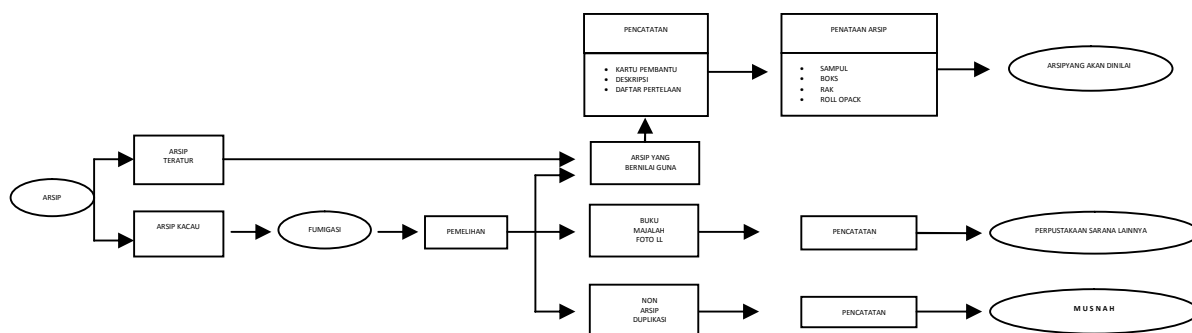 PENCATATAN
• KARTU PEMBANTU
• DESKRIPSI
• DAFTAR PERTELAAN
PENATAAN ARSIP
• SAMPUL
• BOKS
• RAK
• ROLL OPACK
ARSIPYANG AKAN DINILAI
ARSIP
ARSIP
TERATUR
ARSIP YANG
BERNILAI GUNA
ARSIP KACAU
FUMIGASI
PEMELIHAN
BUKU
MAJALAH
FOTO LL
PENCATATAN
PERPUSTAKAAN SARANA LAINNYA
NON
ARSIP
DUPLIKASI
PENCATATAN
M U S N A H